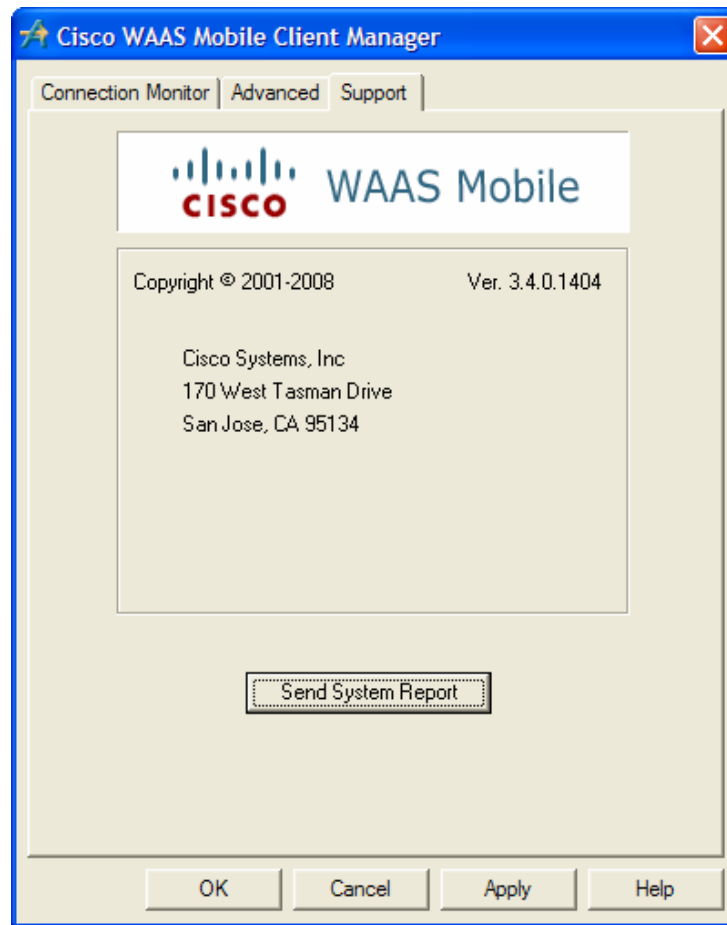 Cisco WAAS Mobile Client Manager
Connection Monitor Advanced Support
CISCO WAAS Mobile
Copyright © 2001-2008 Ver. 3.4.0.1404
Cisco Systems, Inc
170 West Tasman Drive
San Jose, CA 95134
Send System Report
OK Cancel Apply Help